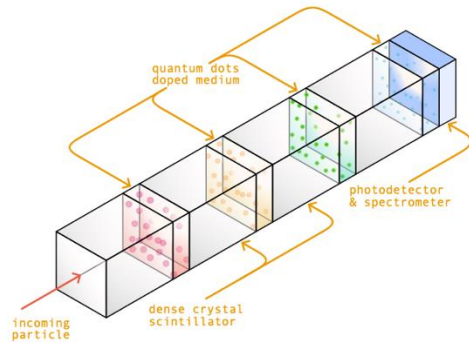 quantum dots
doped medium
photodetector
& spectrometer
dense crystal
scintillator
incoming
particle